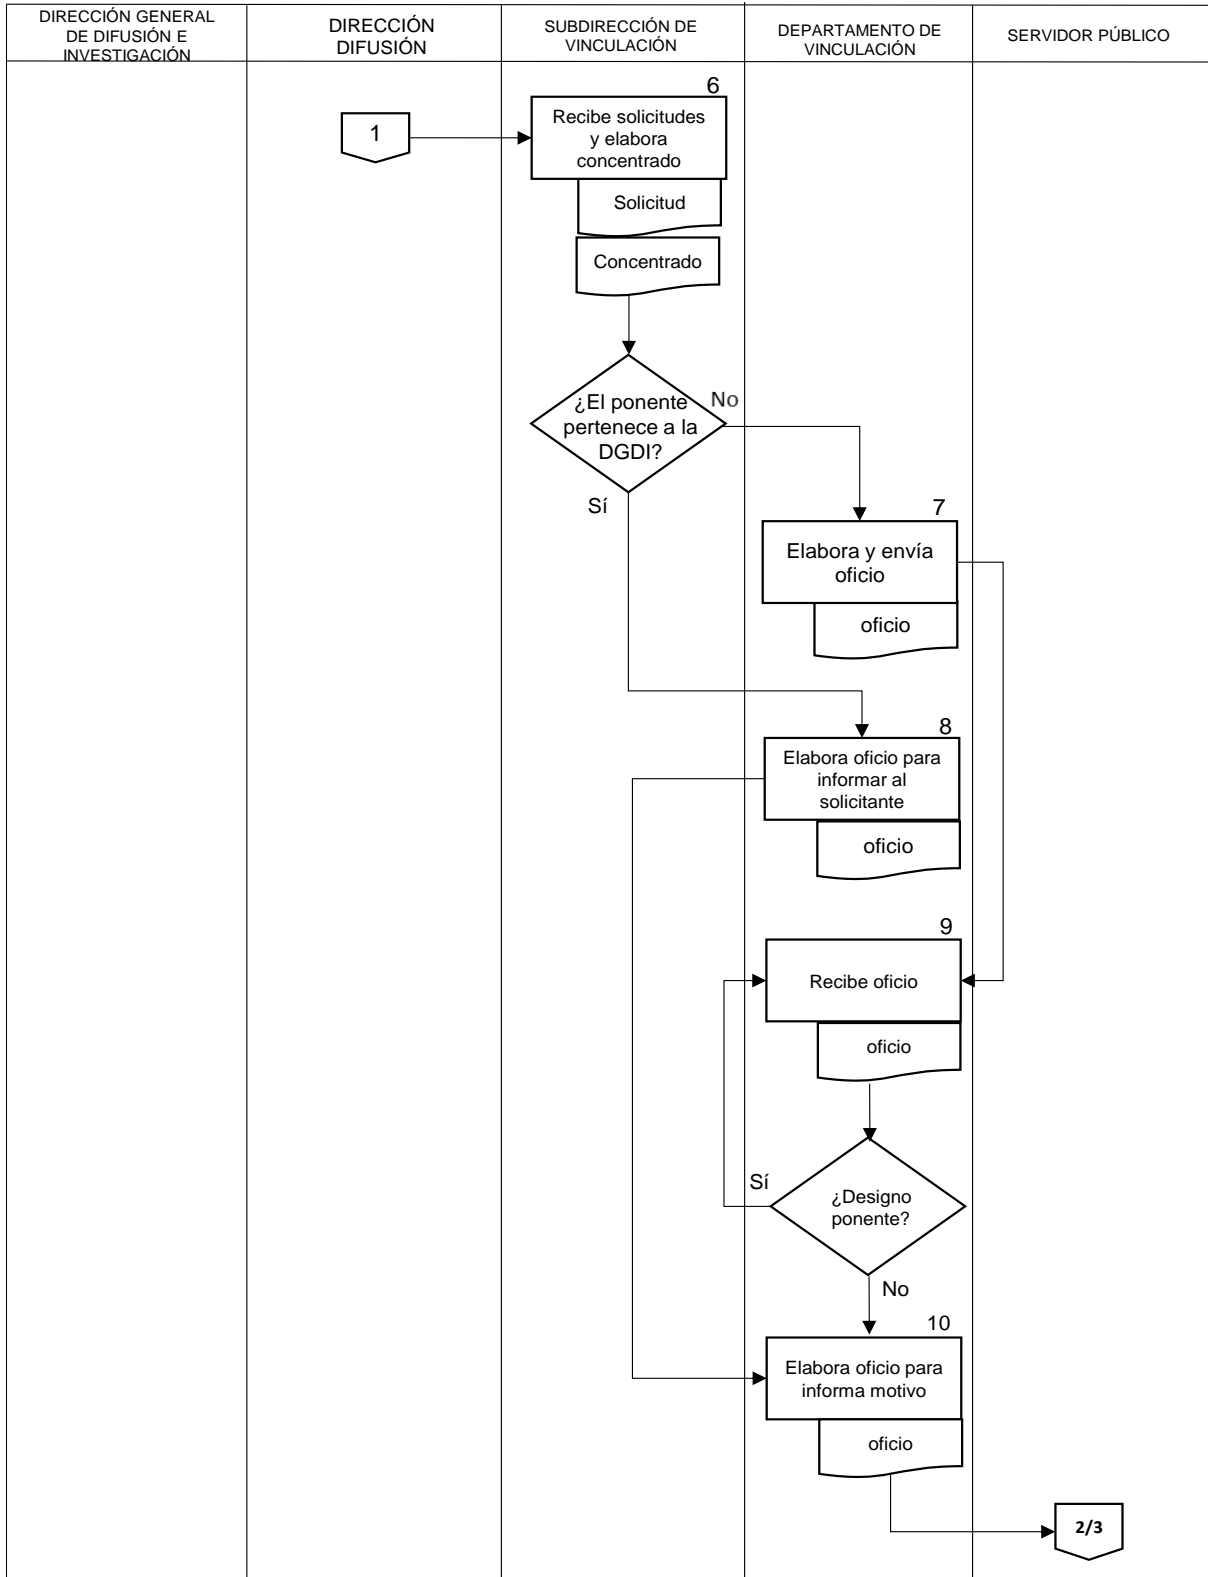 DIRECCIÓN GENERAL
DE DIFUSIÓN E
INVESTIGACIÓN
DIRECCIÓN
DIFUSIÓN
SUBDIRECCIÓN DE
VINCULACIÓN
DEPARTAMENTO DE
VINCULACIÓN
SERVIDOR PÚBLICO
1
6
Recibe solicitudes
y elabora
concentrado
Solicitud
Concentrado
¿El ponente
pertenece a la
DGDI?
No
Sí
7
Elabora y envía
oficio
oficio
8
Elabora oficio para
informar al
solicitante
oficio
9
Recibe oficio
oficio
¿Designo
ponente?
Sí
No
10
Elabora oficio para
informa motivo
oficio
2/3